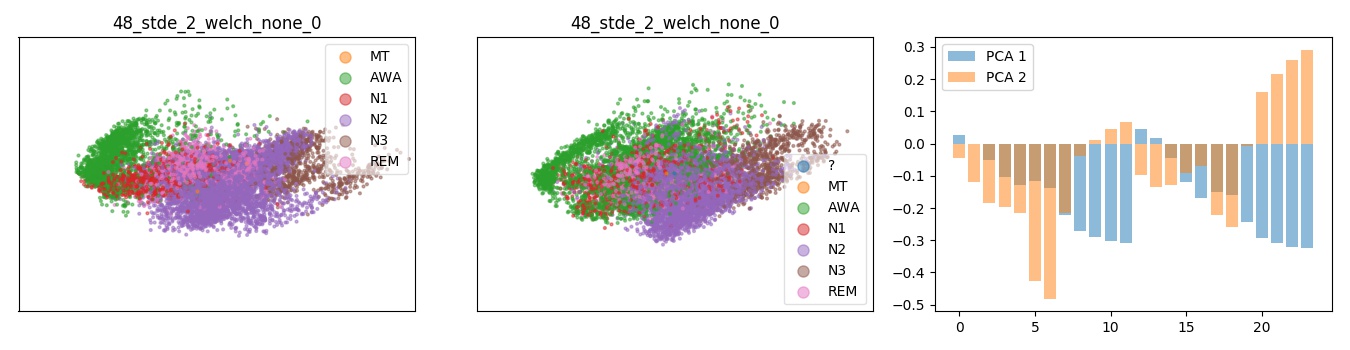 48_stde_2_welch_none_0
MT
AWA
N1
N2
N3
REM
48_stde_2_welch_none_0
?
MT
AWA
N1
N2
N3
REM
PCA 1
PCA 2
0.3
0.2
0.1
0.0
−0.1
−0.2
−0.3
−0.4
−0.5
0 5 10 15 20